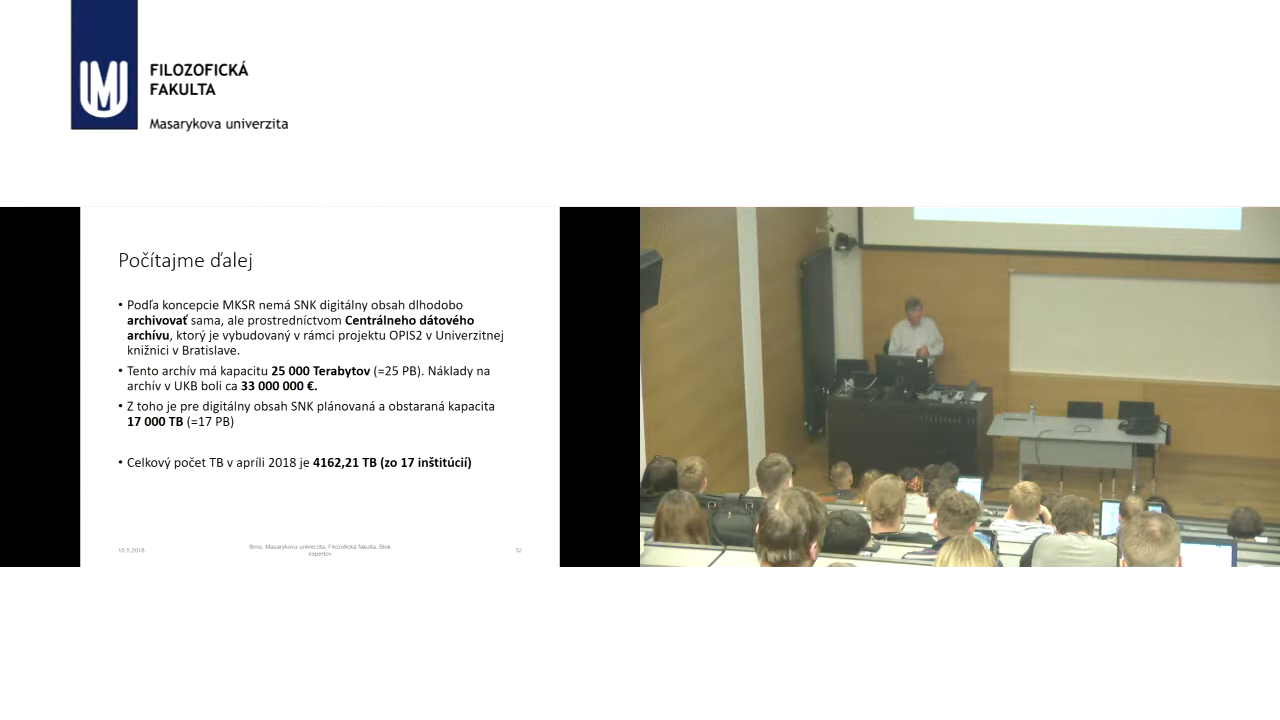 FILOZOFICKÁ
FAKULTA
Masarykova univerzita
Počítajme ďalej
• Podľa koncepcie MKSR nemá SNK digitálny obsah dlhodobo
archivovať sama, ale prostredníctvom Centrálneho dátového
archívu, ktorý je vybudovaný v rámci projektu OPIS2 v Univerzitnej
knižnici v Bratislave.
• Tento archív má kapacitu 25 000 Terabytov (=25 PB). Náklady na
archív v UKB boli ca 33 000 000 €.
• Z toho je pre digitálny obsah SNK plánovaná a obstaraná kapacita
17 000 TB (=17 PB)
• Celkový počet TB v apríli 2018 je 4162,21 TB (zo 17 inštitúcií)
10.5.2018
Brno, Masarykova univerzita, Filozofická fakulta, Blok
expertov
32